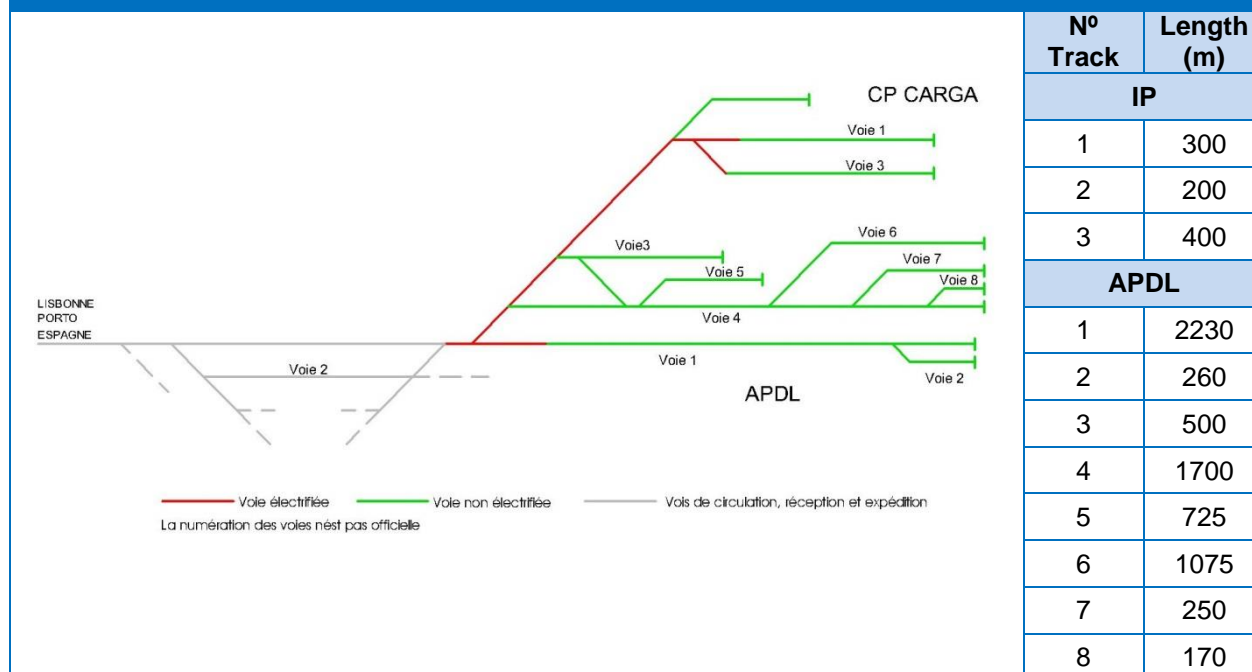 CP CARGA
Voie 1
Voie 3
Voie 6
Voie3
Voie 7
Voie 5
Voie 8
LISBONNE
PORTO
ESPAGNE
Voie 4
Voie 2
Voie 1
Voie 2
APDL
Voie électrifiée
Voie non électrifiée
Vois de circulation, réception et expédition
La numération des voies nést pas officielle
Nº Track Length (m)
IP
1 300
2 200
3 400
APDL
1 2230
2 260
3 500
4 1700
5 725
6 1075
7 250
8 170